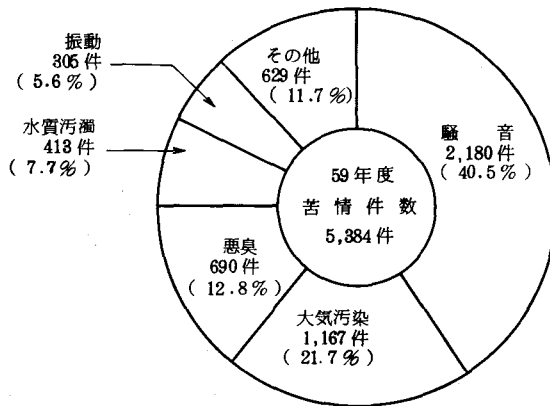 振動
305件
(5.6%)
水質汚濁
413件
(7.7%)
その他
629件
(11.7%)
騒音
2,180件
(40.5%)
59年度
苦情件数
5,384件
悪臭
690件
(12.8%)
大気汚染
1,167件
(21.7%)